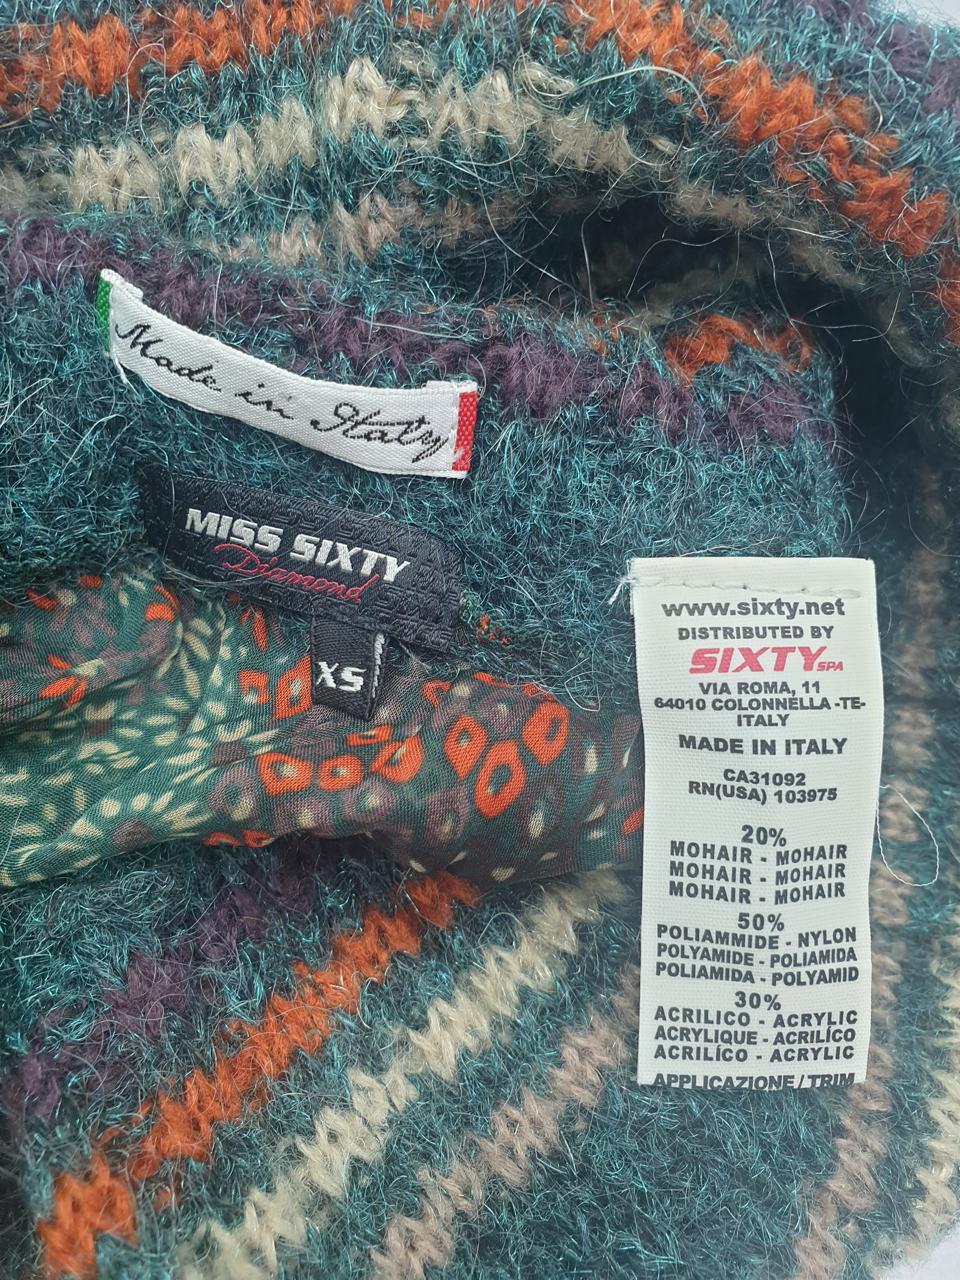 Made in Italy
MISS SIXTY
Diamond
XS
www.sixty.net
DISTRIBUTED BY
SIXTY SPA
VIA ROMA, 11
64010 COLONNELLA -TE-
ITALY
MADE IN ITALY
CA31092
RN(USA) 103975
20%
MOHAIR - MOHAIR
MOHAIR - MOHAIR
MOHAIR - MOHAIR
50%
POLIAMMIDE - NYLON
POLYAMIDE - POLIAMIDA
POLIAMIDA - POLYAMID
30%
ACRILICO - ACRYLIC
ACRYLIQUE - ACRILÍCO
ACRILÍCO - ACRYLIC
APPLICAZIONE/TRIM